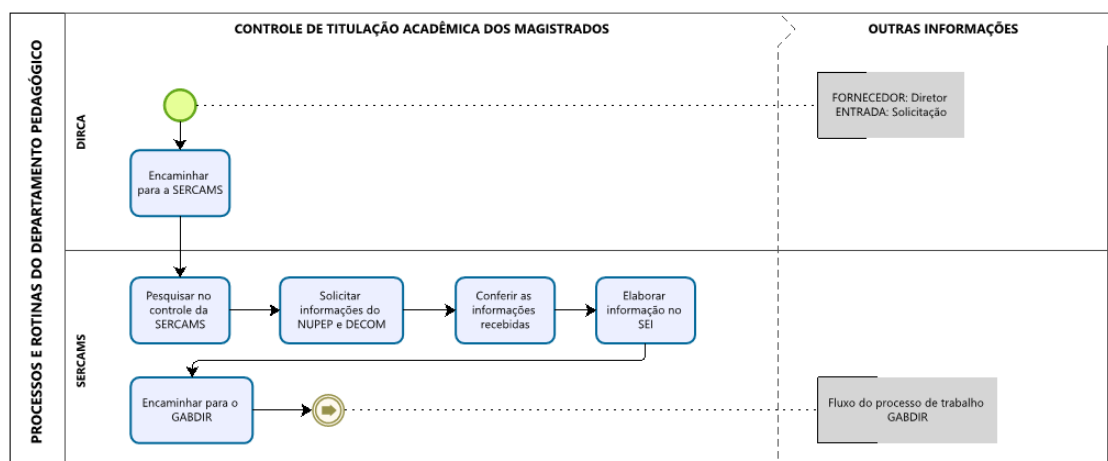 PROCESSOS E ROTINAS DO DEPARTAMENTO PEDAGÓGICO
CONTROLE DE TITULAÇÃO ACADÊMICA DOS MAGISTRADOS
OUTRAS INFORMAÇÕES
DIRCA
FORNECEDOR: Diretor
ENTRADA: Solicitação
Encaminhar
para a SERCAMS
SERCAMS
Pesquisar no
controle da
SERCAMS
Solicitar
informações do
NUPEP e DECOM
Conferir as
informações
recebidas
Elaborar
informação no
SEI
Encaminhar para o
GABDIR
Fluxo do processo de trabalho
GABDIR